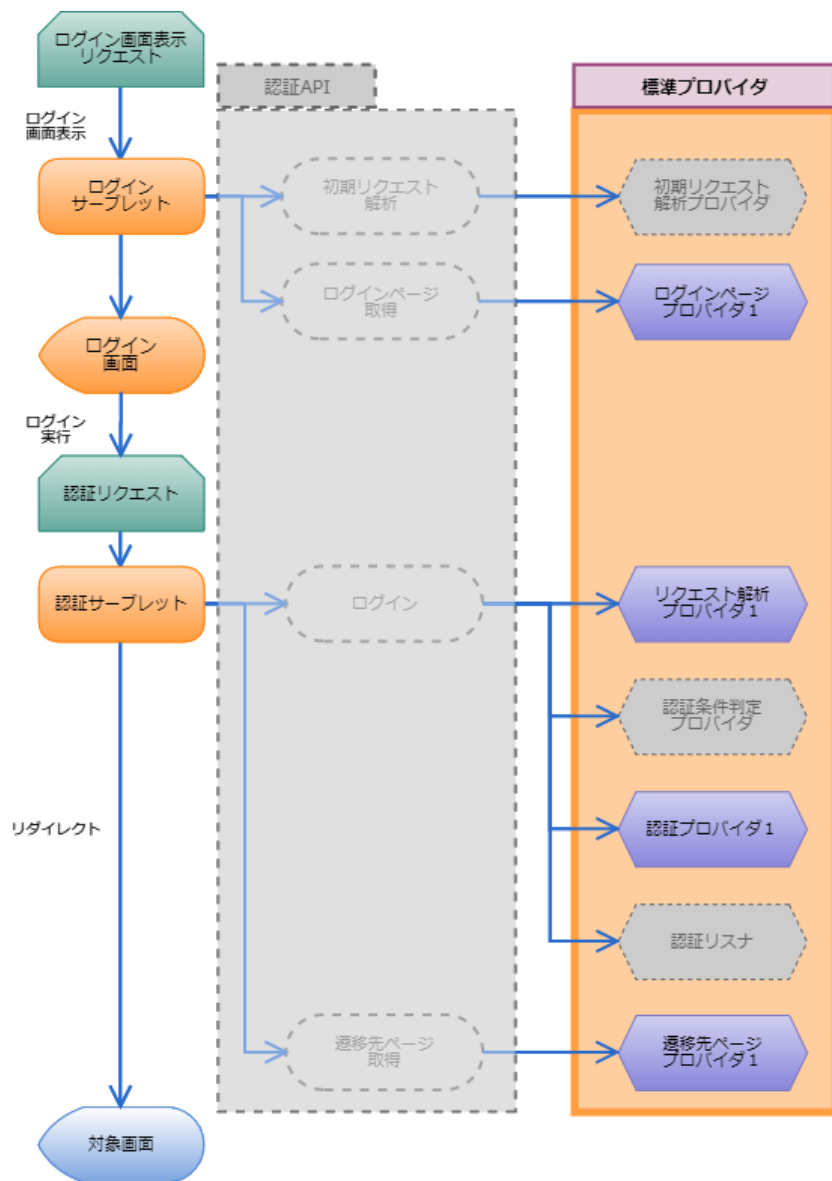 ログイン画面表示
リクエスト
認証API
標準プロバイダ
ログイン
画面表示
ログイン
サーブレット
初期リクエスト
解析
初期リクエスト
解析プロバイダ
ログインページ
取得
ログインページ
プロバイダ1
ログイン
画面
ログイン
実行
認証リクエスト
認証サーブレット
ログイン
リクエスト解析
プロバイダ1
認証条件判定
プロバイダ
リダイレクト
認証プロバイダ1
認証リスナ
遷移先ページ
取得
遷移先ページ
プロバイダ1
対象画面